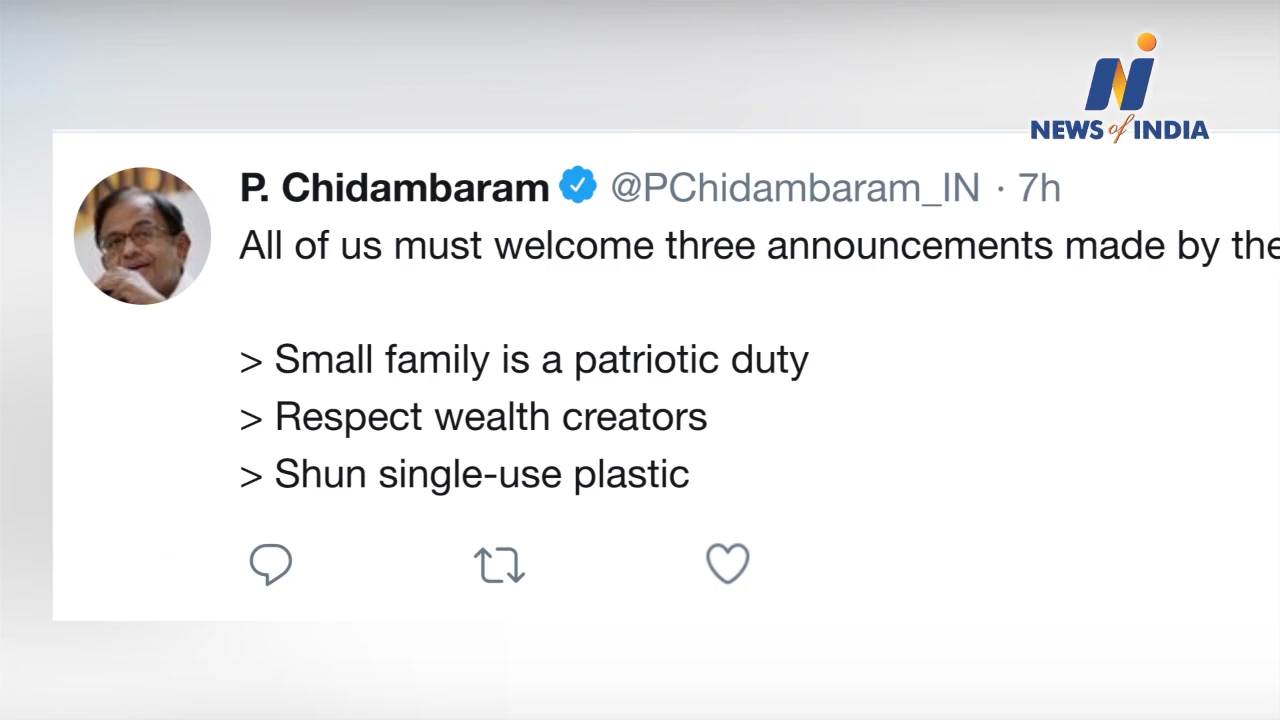 NEWS of INDIA
P. Chidambaram @PChidambaram_IN · 7h
All of us must welcome three announcements made by the
> Small family is a patriotic duty
> Respect wealth creators
> Shun single-use plastic